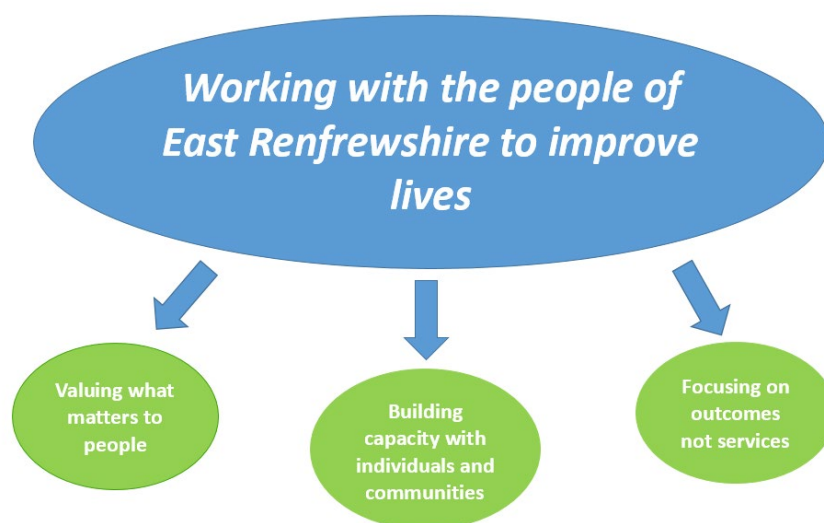 Working with the people of
East Renfrewshire to improve
lives
Valuing what
matters to
people
Building
capacity with
individuals and
communities
Focusing on
outcomes
not services